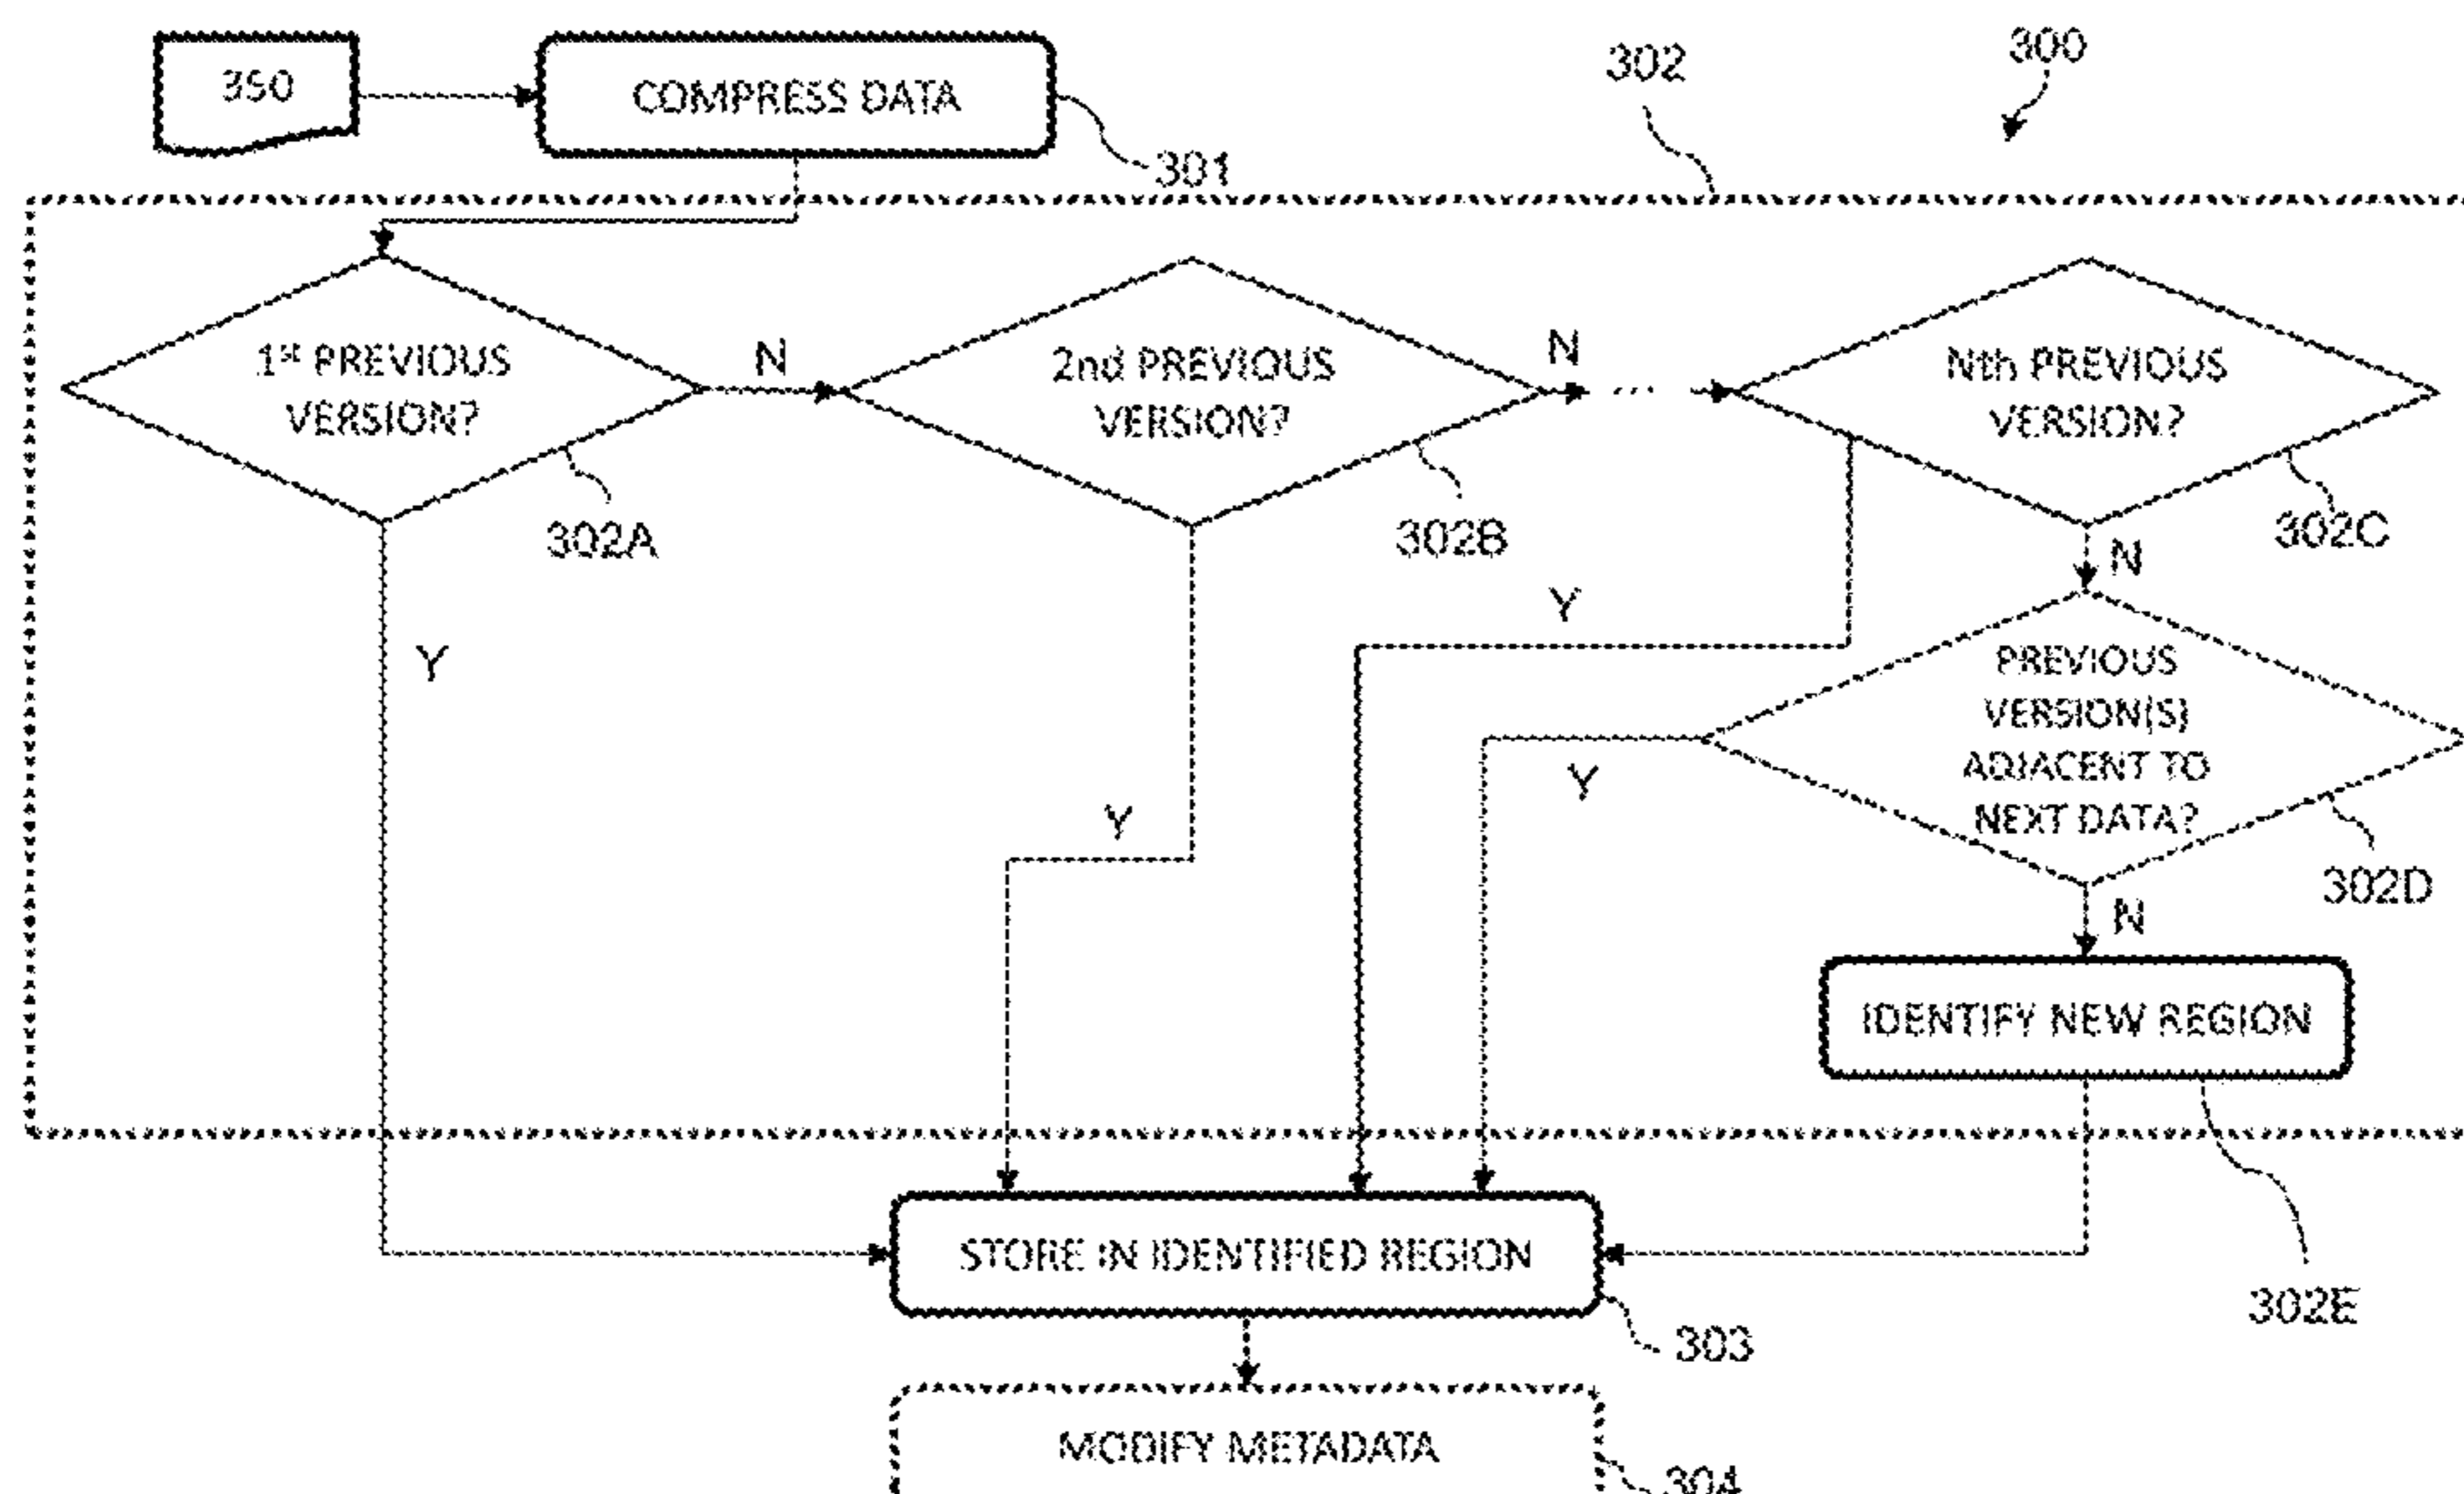 350
COMPRESS DATA
301
302
300
1st PREVIOUS
VERSION?
N
2nd PREVIOUS
VERSION?
N
...
Nth PREVIOUS
VERSION?
302A
302B
302C
N
Y
Y
Y
Y
PREVIOUS
VERSION(S)
ADJACENT TO
NEXT DATA?
302D
N
IDENTIFY NEW REGION
302E
STORE IN IDENTIFIED REGION
303
MODIFY METADATA
304